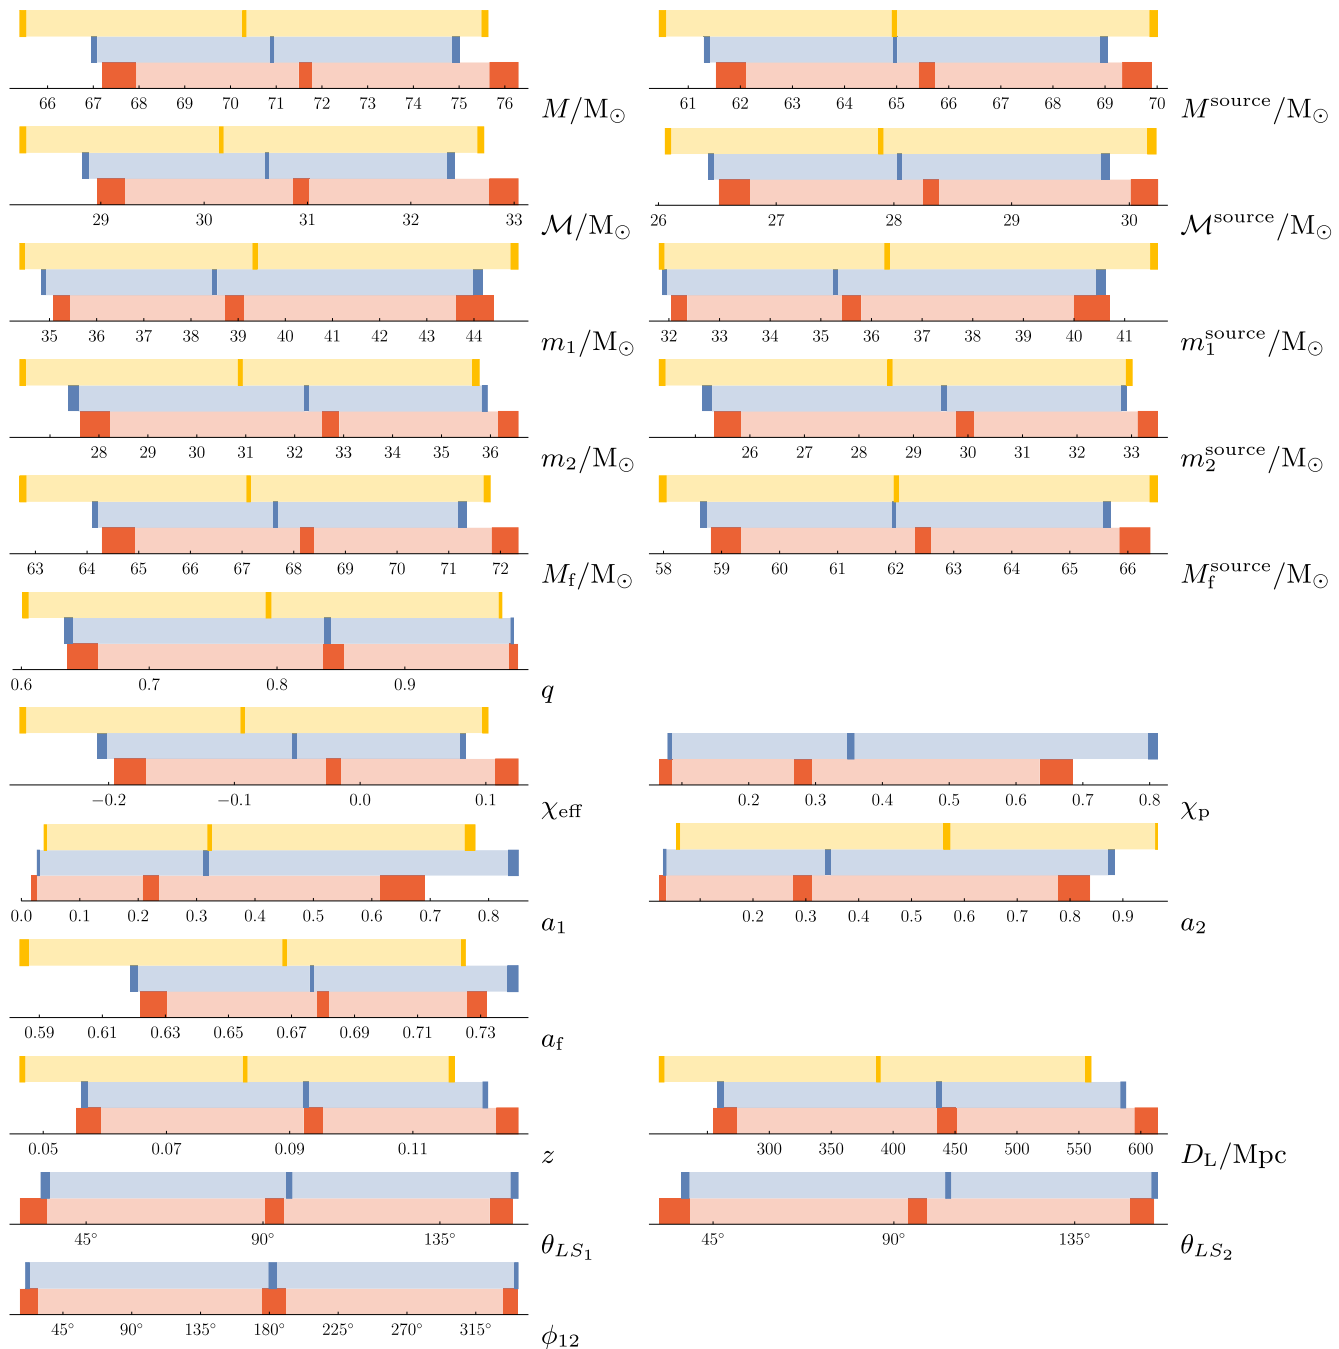 66 67 68 69 70 71 72 73 74 75 76
M/M⊙
61 62 63 64 65 66 67 68 69 70
M^source/M⊙
29 30 31 32 33
ℳ/M⊙
26 27 28 29 30
ℳ^source/M⊙
35 36 37 38 39 40 41 42 43 44
m₁/M⊙
32 33 34 35 36 37 38 39 40 41
m₁^source/M⊙
28 29 30 31 32 33 34 35 36
m₂/M⊙
26 27 28 29 30 31 32 33
m₂^source/M⊙
63 64 65 66 67 68 69 70 71 72
M_f/M⊙
58 59 60 61 62 63 64 65 66
M_f^source/M⊙
0.6 0.7 0.8 0.9
q
−0.2 −0.1 0.0 0.1
χ_eff
0.2 0.3 0.4 0.5 0.6 0.7 0.8
χ_p
0.0 0.1 0.2 0.3 0.4 0.5 0.6 0.7 0.8
a₁
0.2 0.3 0.4 0.5 0.6 0.7 0.8 0.9
a₂
0.59 0.61 0.63 0.65 0.67 0.69 0.71 0.73
a_f
0.05 0.07 0.09 0.11
z
300 350 400 450 500 550 600
D_L/Mpc
45° 90° 135°
θ_LS₁
45° 90° 135°
θ_LS₂
45° 90° 135° 180° 225° 270° 315°
ϕ₁₂